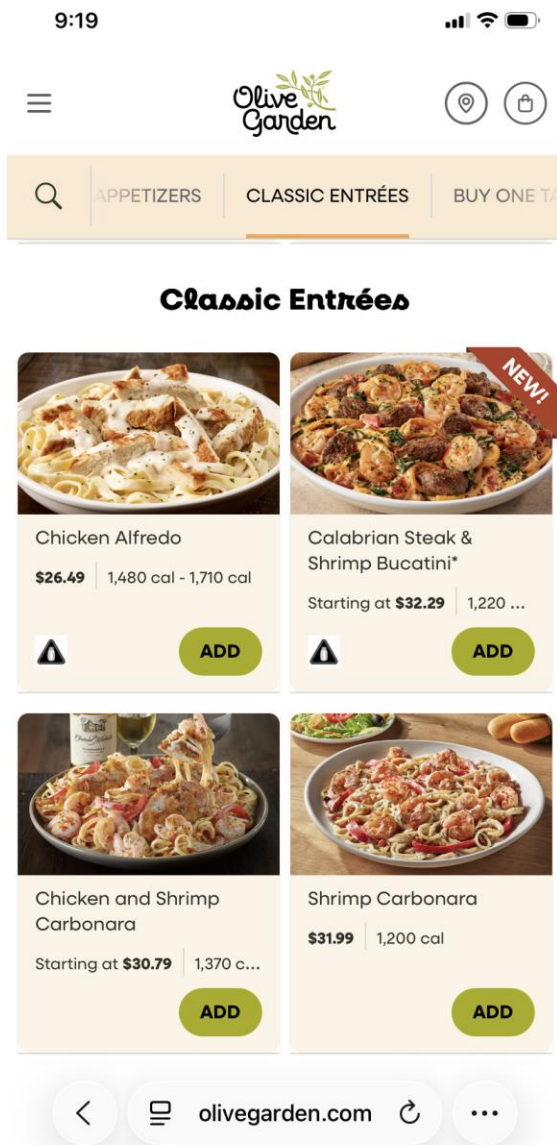 9:19
Olive
Garden
APPETIZERS
CLASSIC ENTRÉES
BUY ONE TA
Classic Entrées
NEW!
Chicken Alfredo
$26.49 1,480 cal - 1,710 cal
ADD
Calabrian Steak &
Shrimp Bucatini*
Starting at $32.29 1,220 ...
ADD
Chicken and Shrimp
Carbonara
Starting at $30.79 1,370 c...
ADD
Shrimp Carbonara
$31.99 1,200 cal
ADD
olivegarden.com